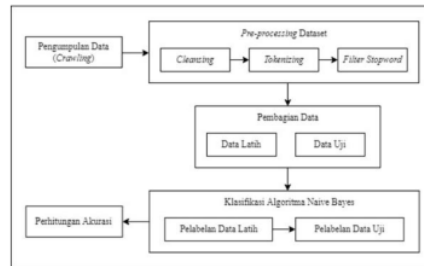 Pre-processing Dataset
Pengumpulan Data
(Crawling)
Cleansing
Tokenizing
Filter Stopword
Pembagian Data
Data Latih
Data Uji
Klasifikasi Algoritma Naive Bayes
Perhitungan Akurasi
Pelabelan Data Latih
Pelabelan Data Uji